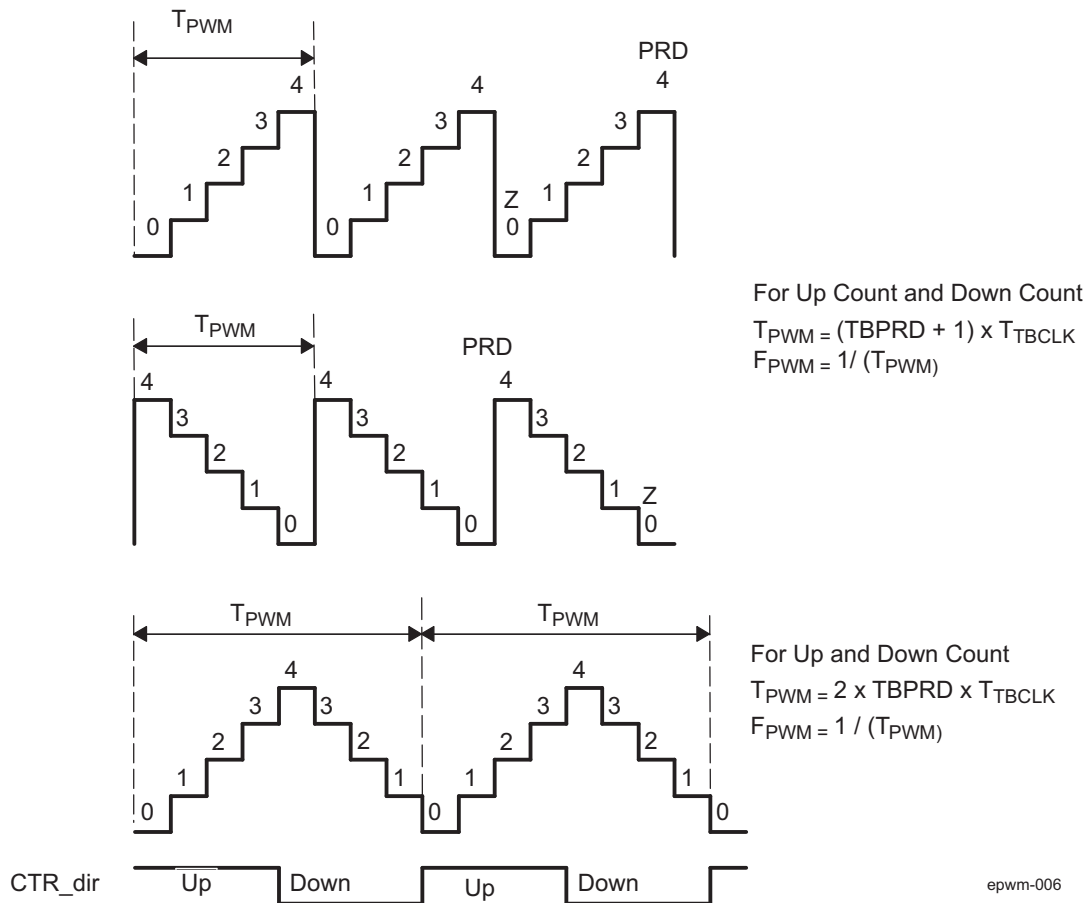 TPWM
PRD
4
4
4
3
3
3
2
2
2
1
1
1
Z
0
0
0
For Up Count and Down Count
TPWM = (TBPRD + 1) x TTBCLK
FPWM = 1/ (TPWM)
TPWM
PRD
4
4
4
3
3
3
2
2
2
1
1
1
Z
0
0
0
TPWM
TPWM
For Up and Down Count
TPWM = 2 x TBPRD x TTBCLK
FPWM = 1 / (TPWM)
4
4
3
3
3
3
2
2
2
2
1
1
1
1
0
0
0
CTR_dir Up Down Up Down
epwm-006